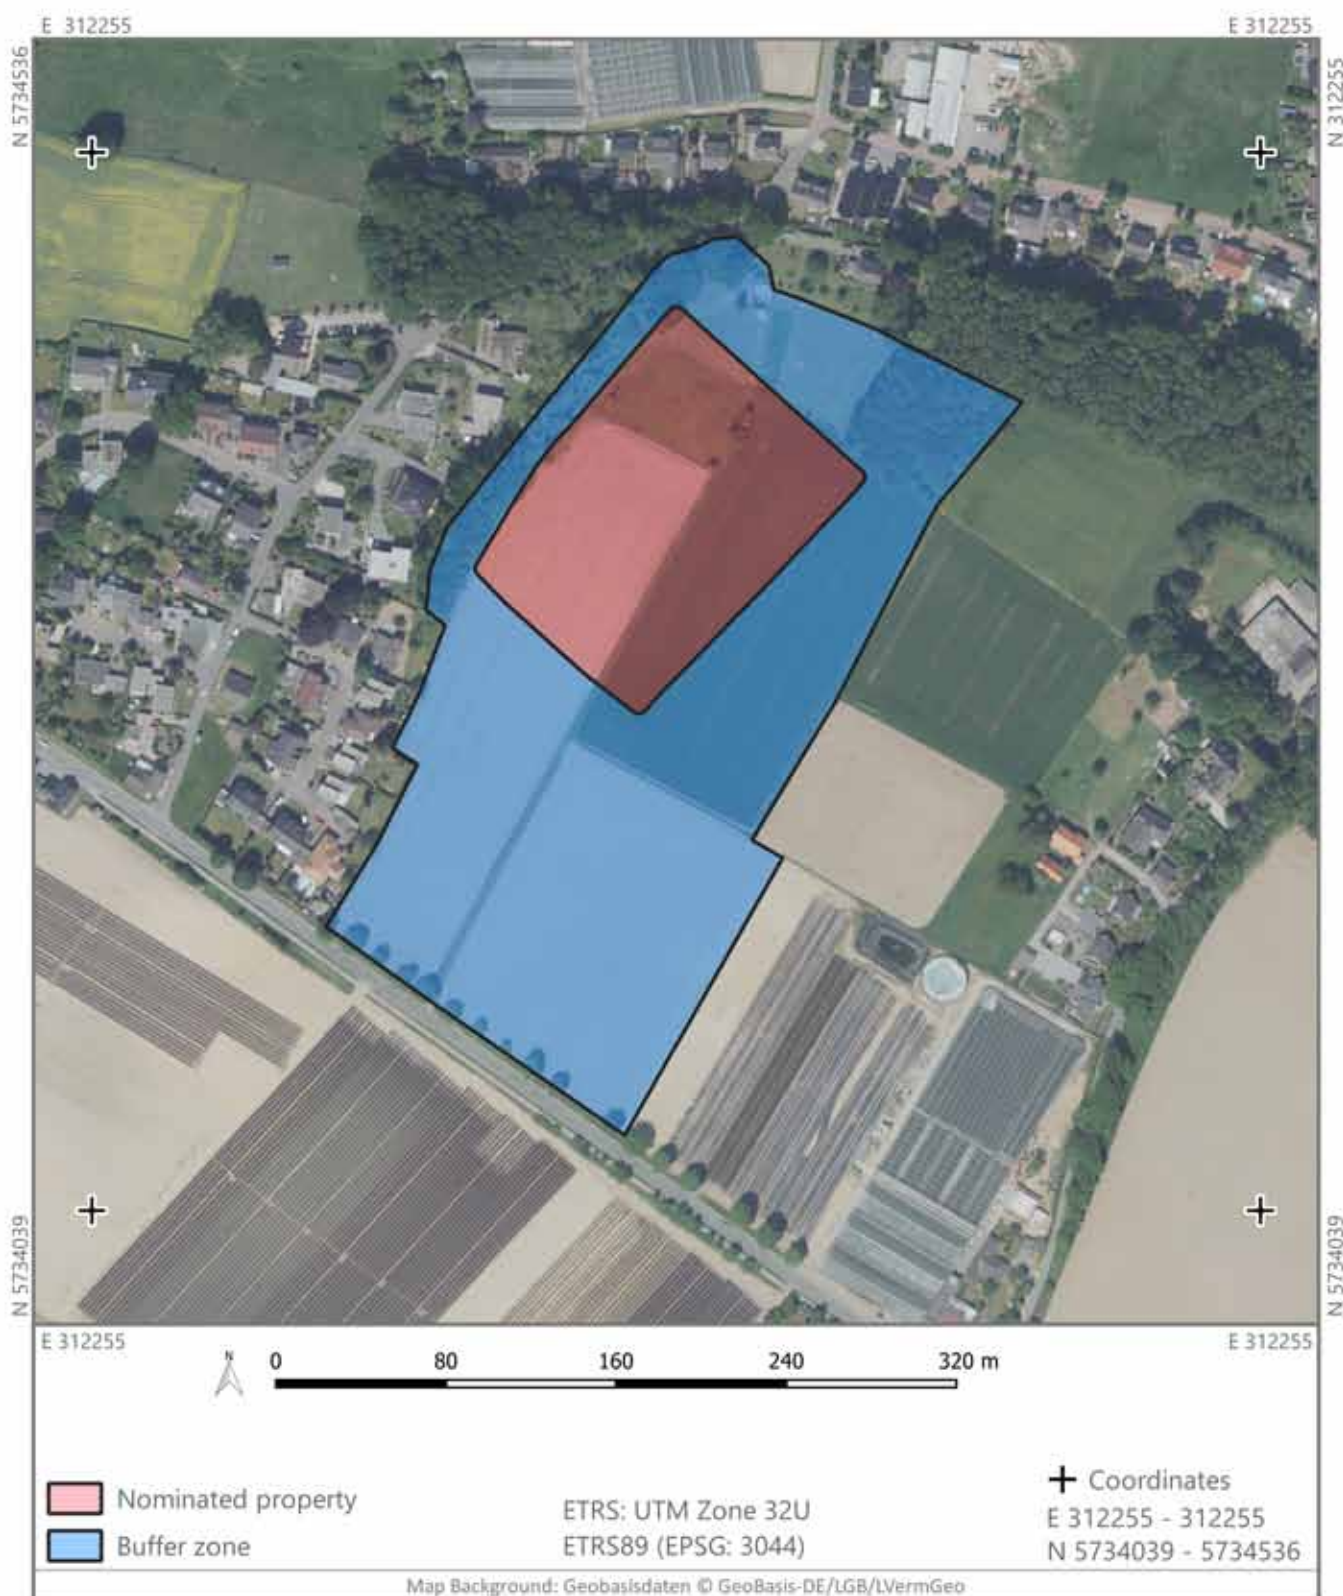 E 312255
E 312255
N 5734536
N 312255
N 5734039
N 5734039
E 312255
E 312255
N
0 80 160 240 320 m
Nominated property
Buffer zone
ETRS: UTM Zone 32U
ETRS89 (EPSG: 3044)
Coordinates
E 312255 - 312255
N 5734039 - 5734536
Map Background: Geobasisdaten © GeoBasis-DE/LGB/LVermGeo